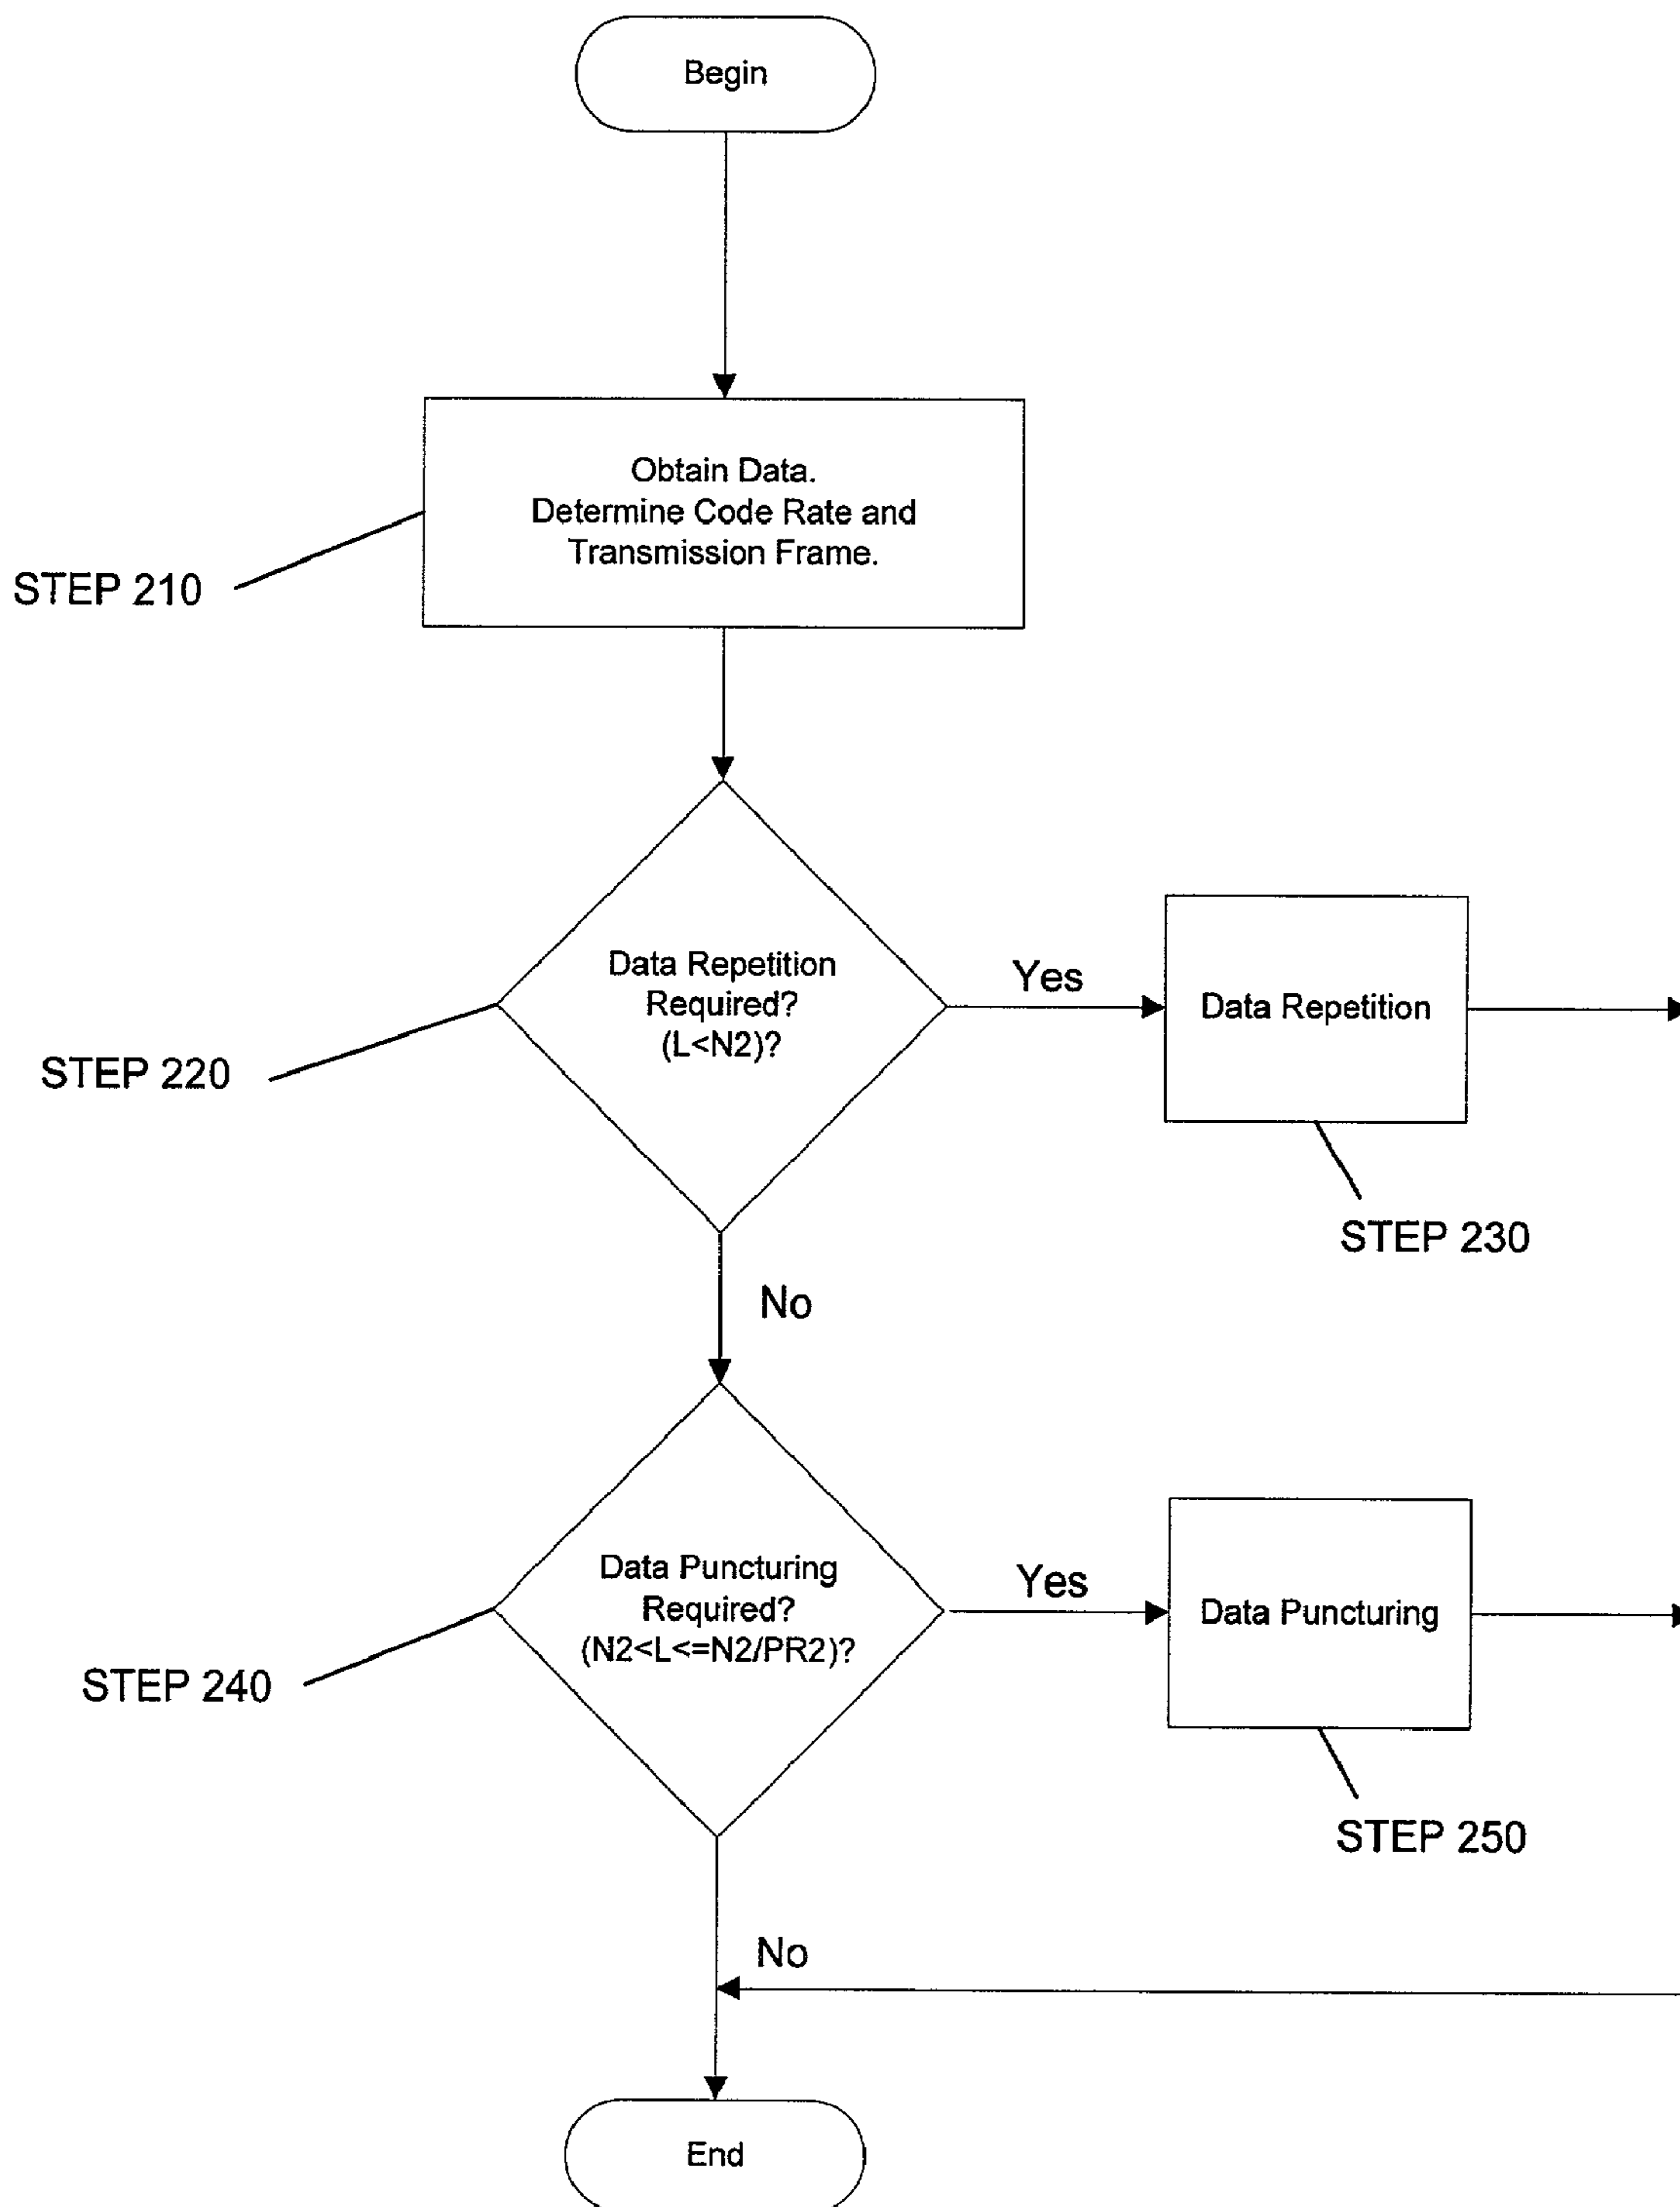 Begin
Obtain Data.
Determine Code Rate and
Transmission Frame.
STEP 210
Data Repetition
Required?
(L<N2)?
Yes
Data Repetition
STEP 220
STEP 230
No
Data Puncturing
Required?
(N2<L<=N2/PR2)?
Yes
Data Puncturing
STEP 240
STEP 250
No
End